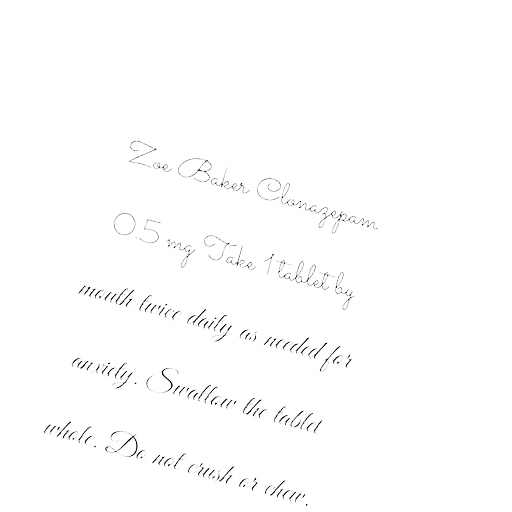 Zoe Baker Clonazepam
0.5 mg Take 1 tablet by
mouth twice daily as needed for
anxiety. Swallow the tablet
whole. Do not crush or chew.